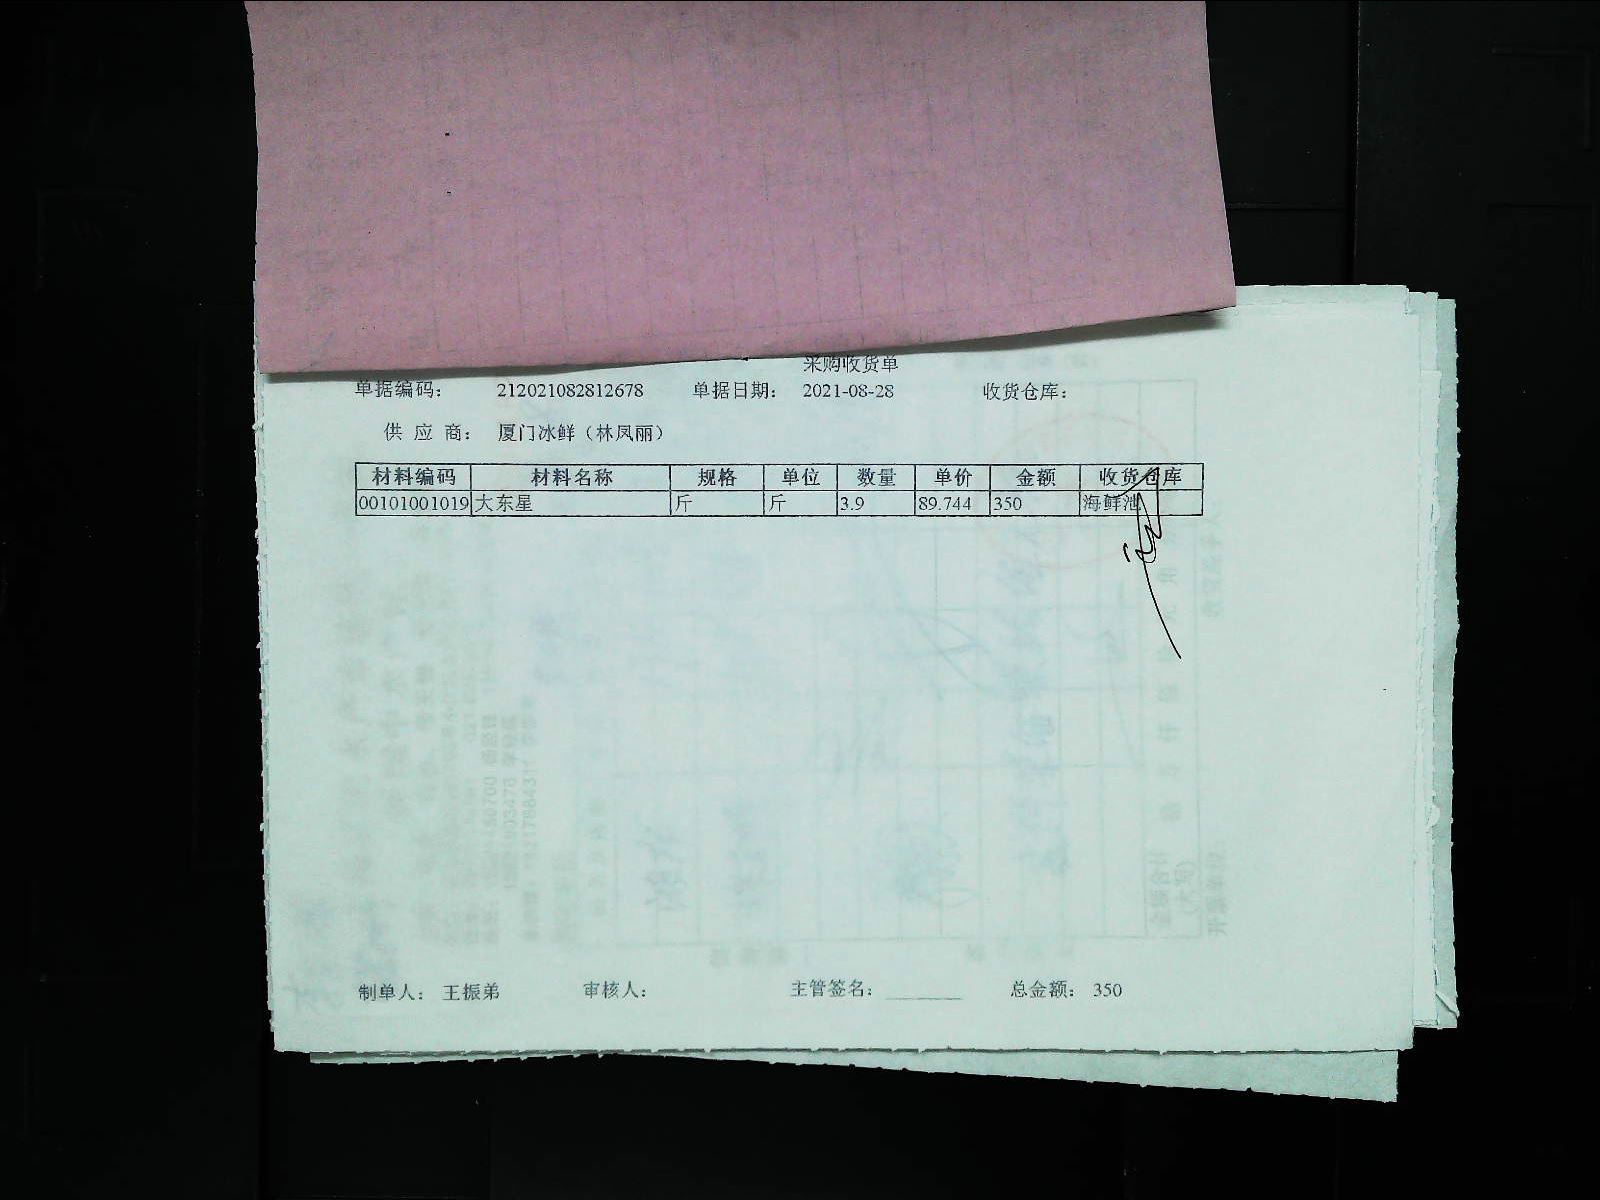 采购收货单
单据编码： 212021082812678 单据日期： 2021-08-28 收货仓库：
供 应 商： 厦门冰鲜（林凤丽）
材料编码 材料名称 规格 单位 数量 单价 金额 收货仓库
00101001019 大东星 斤 斤 3.9 89.744 350 海鲜池
制单人： 王振弟 审核人： 主管签名： 总金额： 350